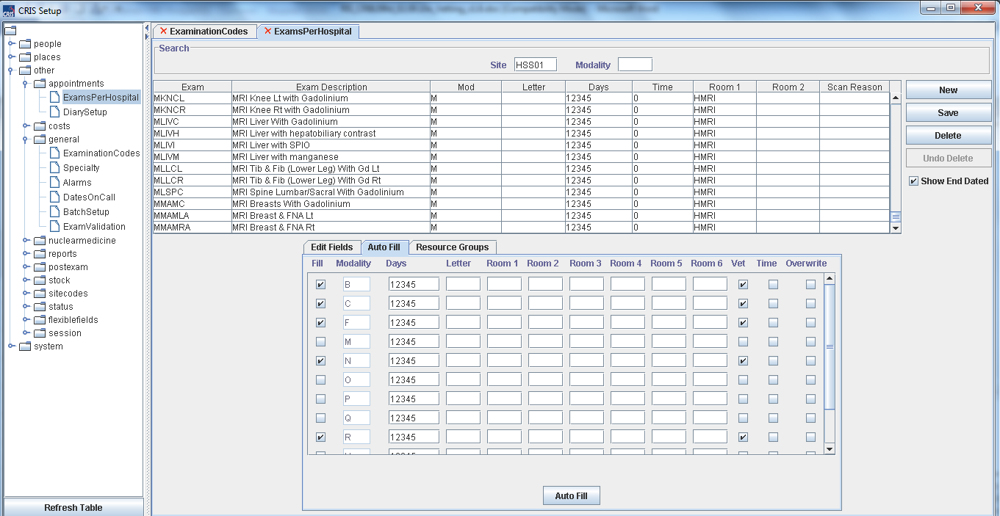 CRIS Setup
people
places
other
appointments
ExamsPerHospital
DiarySetup
costs
general
ExaminationCodes
Specialty
Alarms
DatesOnCall
BatchSetup
ExamValidation
nuclearmedicine
reports
postexam
stock
sitecodes
status
flexiblefields
session
system
Refresh Table
ExaminationCodes ExamsPerHospital
Search
Site HSS01 Modality
Exam Exam Description Mod Letter Days Time Room 1 Room 2 Scan Reason
MKNCL MRI Knee Lt with Gadolinium M 12345 0 HMRI
MKNCR MRI Knee Rt with Gadolinium M 12345 0 HMRI
MLIVC MRI Liver With Gadolinium M 12345 0 HMRI
MLIVH MRI Liver with hepatobiliary contrast M 12345 0 HMRI
MLIVI MRI Liver with SPIO M 12345 0 HMRI
MLIVM MRI Liver with manganese M 12345 0 HMRI
MLLCL MRI Tib & Fib (Lower Leg) With Gd Lt M 12345 0 HMRI
MLLCR MRI Tib & Fib (Lower Leg) With Gd Rt M 12345 0 HMRI
MLSPC MRI Spine Lumbar/Sacral With Gadolinium M 12345 0 HMRI
MMAMC MRI Breasts With Gadolinium M 12345 0 HMRI
MMAMLA MRI Breast & FNA Lt M 12345 0 HMRI
MMAMRA MRI Breast & FNA Rt M 12345 0 HMRI
New
Save
Delete
Undo Delete
Show End Dated
Edit Fields Auto Fill Resource Groups
Fill Modality Days Letter Room 1 Room 2 Room 3 Room 4 Room 5 Room 6 Vet Time Overwrite
B 12345
C 12345
F 12345
M 12345
N 12345
O 12345
P 12345
Q 12345
R 12345
Auto Fill